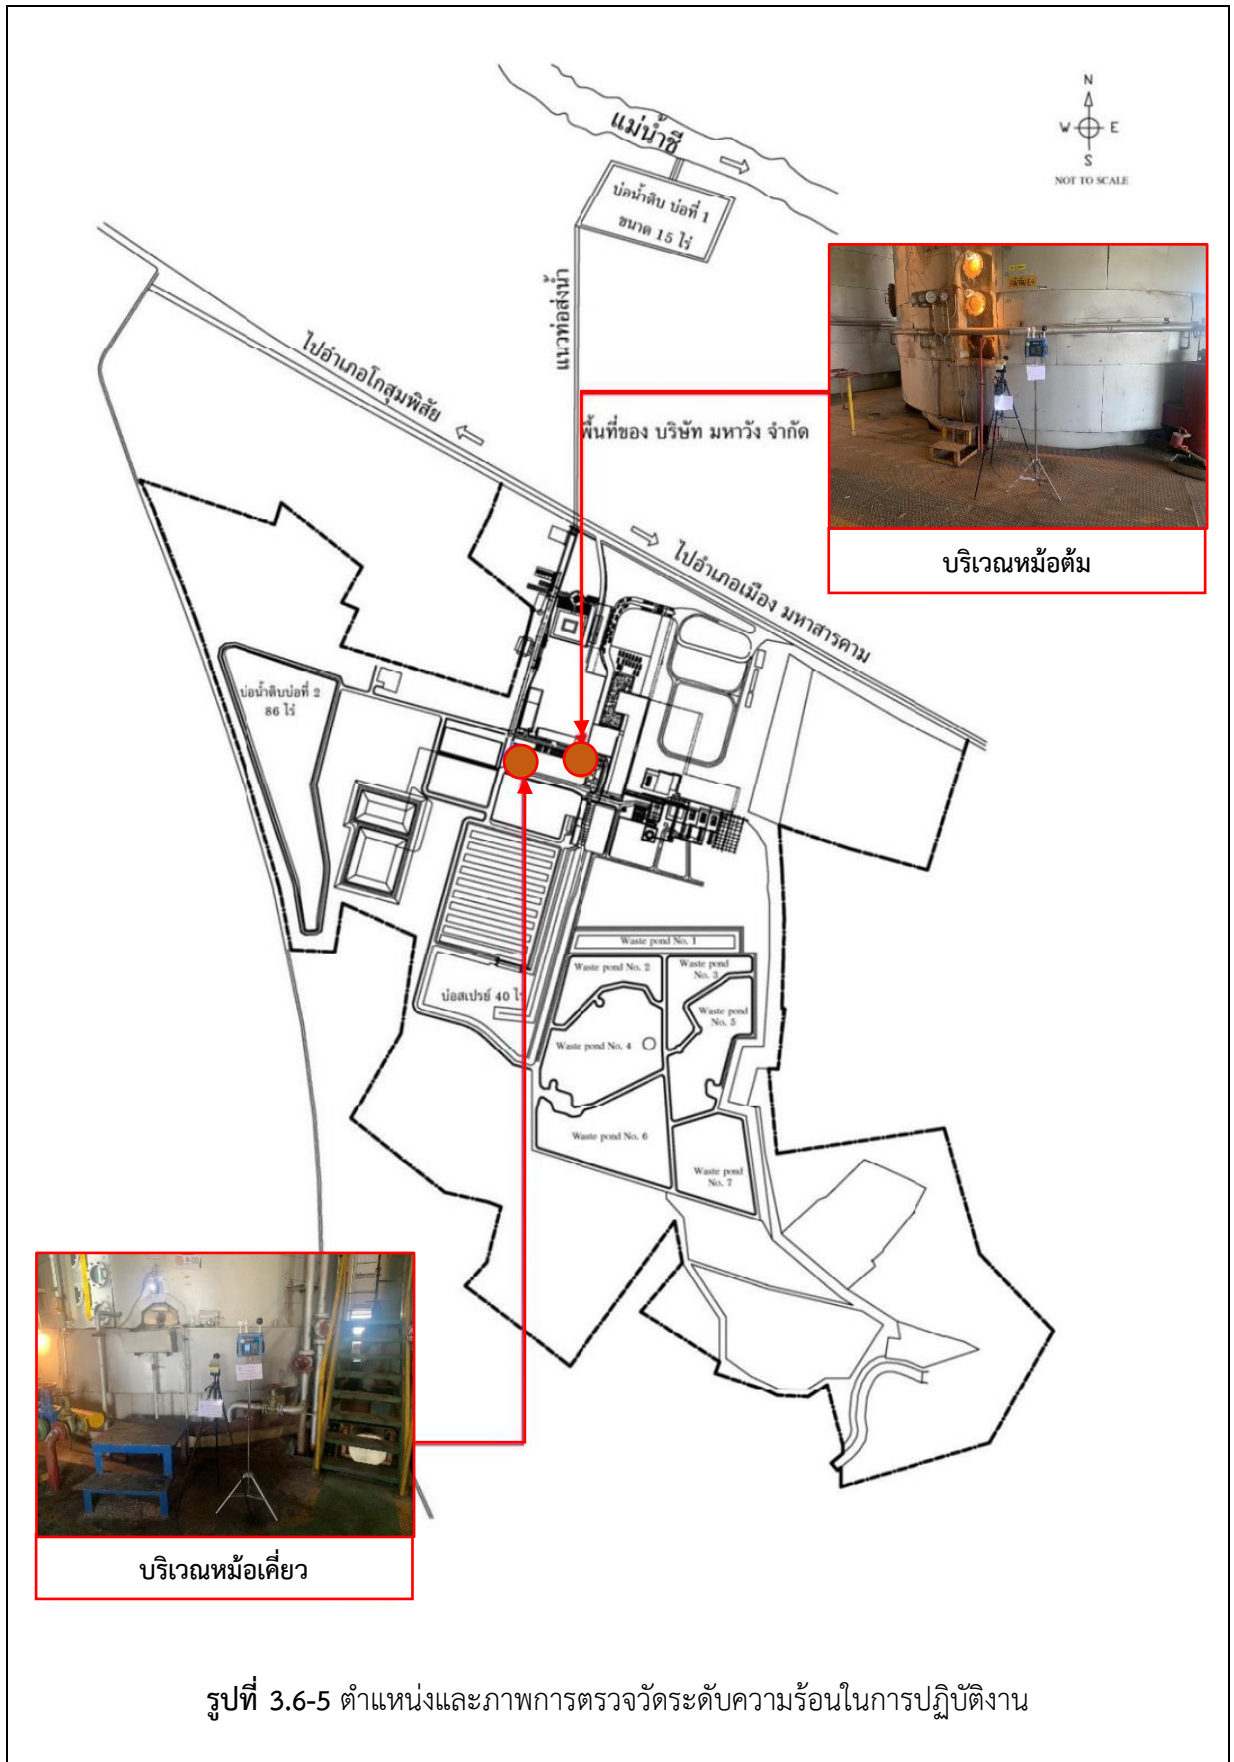 N
W E
S
NOT TO SCALE
แม่น้ำชี
บ่อน้ำดิบ บ่อที่ 1
ขนาด 15 ไร่
แนวท่อส่งน้ำ
ไปอำเภอโกสุมพิสัย
พื้นที่ของ บริษัท มหาวัง จำกัด
บริเวณหม้อต้ม
ไปอำเภอเมือง มหาสารคาม
บ่อน้ำดิบบ่อที่ 2
86 ไร่
Waste pond No. 1
Waste pond No. 2
Waste pond
No. 3
บ่อสเปรย์ 40 ไร่
Waste pond
No. 5
Waste pond No. 4
Waste pond No. 6
Waste pond
No. 7
บริเวณหม้อเคี่ยว
รูปที่ 3.6-5 ตำแหน่งและภาพการตรวจวัดระดับความร้อนในการปฏิบัติงาน